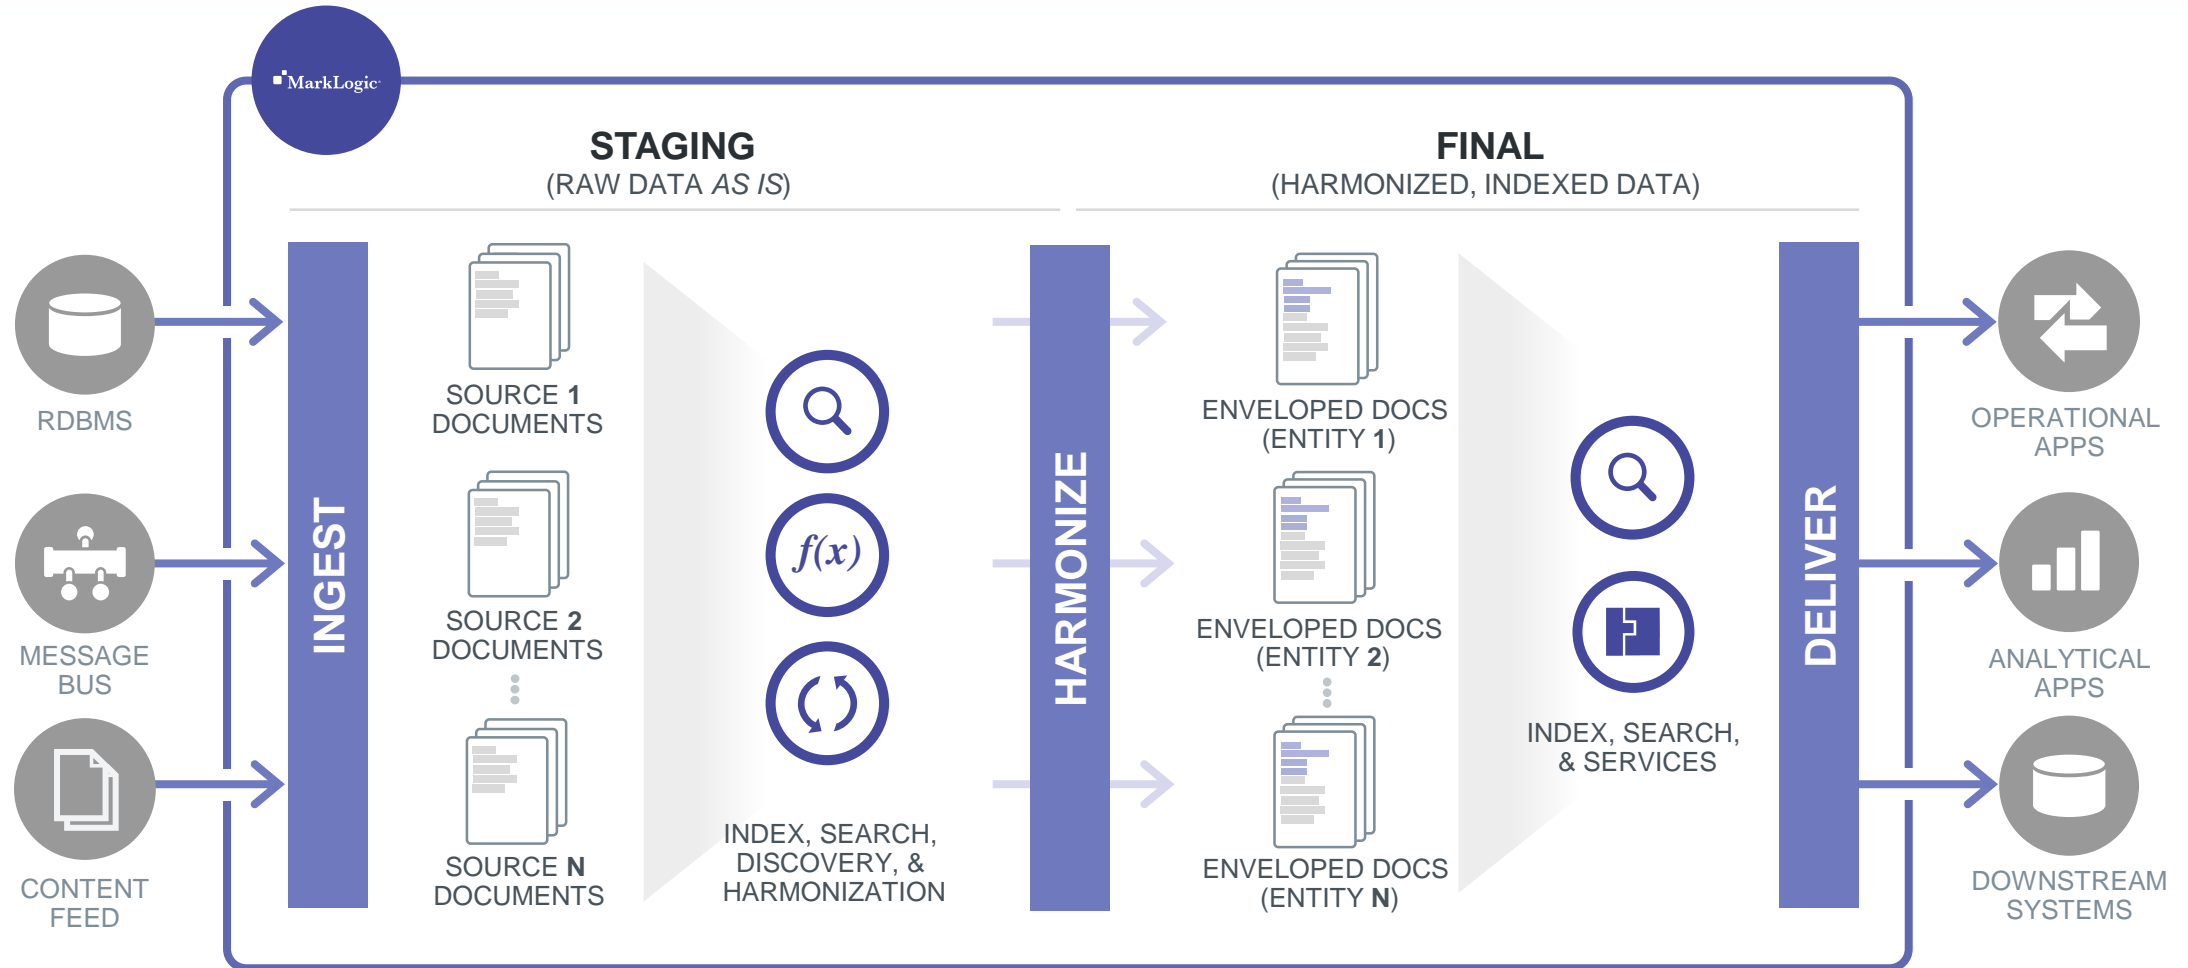 MarkLogic
STAGING
(RAW DATA AS IS)
FINAL
(HARMONIZED, INDEXED DATA)
RDBMS
MESSAGE
BUS
CONTENT
FEED
INGEST
SOURCE 1
DOCUMENTS
SOURCE 2
DOCUMENTS
SOURCE N
DOCUMENTS
f(x)
INDEX, SEARCH,
DISCOVERY, &
HARMONIZATION
HARMONIZE
ENVELOPED DOCS
(ENTITY 1)
ENVELOPED DOCS
(ENTITY 2)
ENVELOPED DOCS
(ENTITY N)
INDEX, SEARCH,
& SERVICES
DELIVER
OPERATIONAL
APPS
ANALYTICAL
APPS
DOWNSTREAM
SYSTEMS